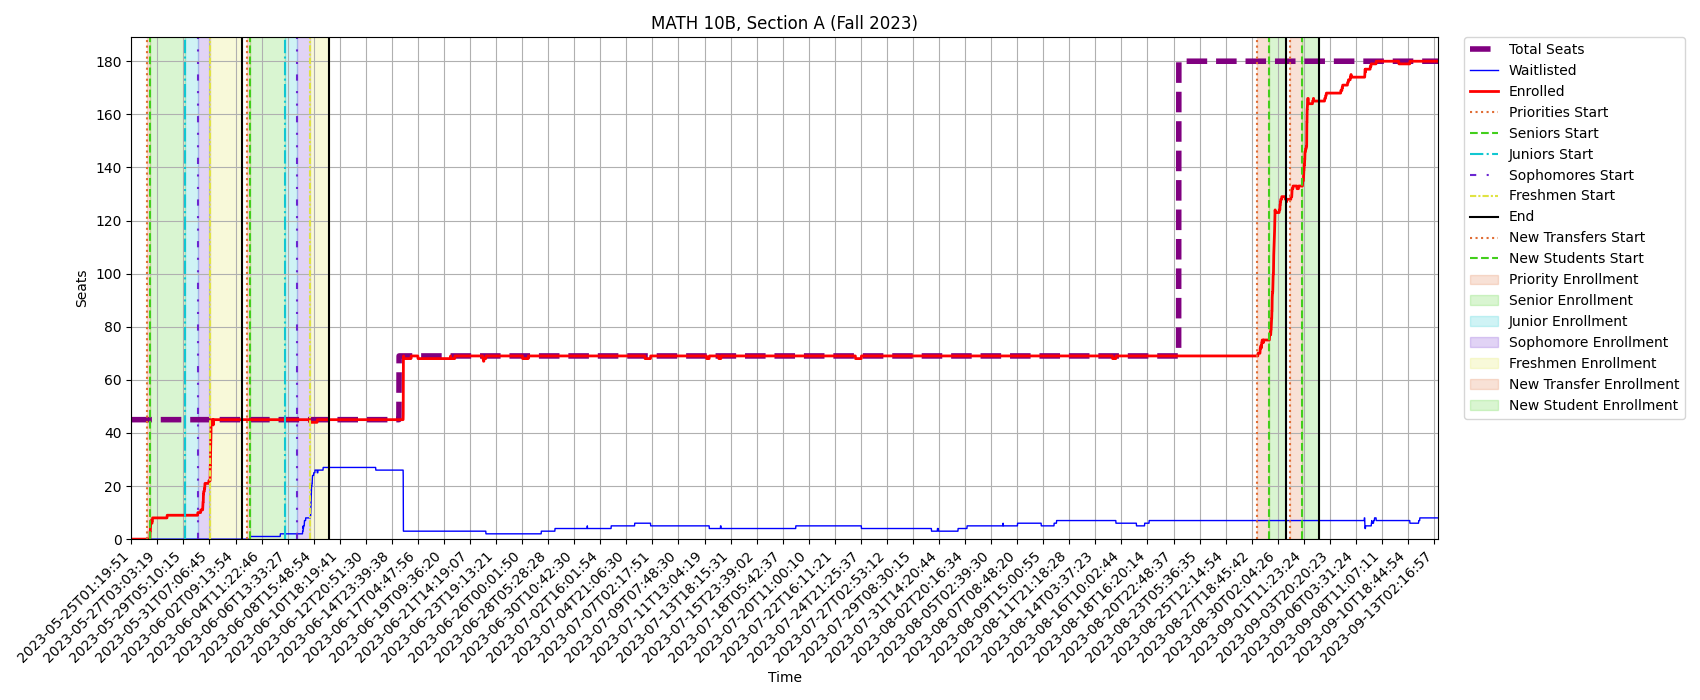 MATH 10B, Section A (Fall 2023)
Seats
180
160
140
120
100
80
60
40
20
0
2023-05-25T01:19:51
2023-05-27T03:03:19
2023-05-29T05:10:15
2023-05-31T07:06:45
2023-06-02T09:13:54
2023-06-04T11:22:46
2023-06-06T13:33:27
2023-06-08T15:48:54
2023-06-10T18:19:41
2023-06-12T20:51:30
2023-06-14T23:39:38
2023-06-17T04:47:56
2023-06-19T09:36:20
2023-06-21T14:19:07
2023-06-23T19:13:21
2023-06-26T00:01:50
2023-06-28T05:28:28
2023-06-30T10:42:30
2023-07-02T16:01:54
2023-07-04T21:06:30
2023-07-07T02:17:51
2023-07-09T07:48:30
2023-07-11T13:04:19
2023-07-13T18:15:31
2023-07-15T23:39:02
2023-07-18T05:42:37
2023-07-20T11:00:10
2023-07-22T16:11:21
2023-07-24T21:25:37
2023-07-27T02:53:12
2023-07-29T08:30:15
2023-07-31T14:20:44
2023-08-02T20:16:34
2023-08-05T02:39:30
2023-08-07T08:48:20
2023-08-09T15:00:55
2023-08-11T21:18:28
2023-08-14T03:37:23
2023-08-16T10:02:44
2023-08-18T16:20:14
2023-08-20T22:48:37
2023-08-23T05:36:35
2023-08-25T12:14:54
2023-08-27T18:45:42
2023-08-30T02:04:26
2023-09-01T11:23:24
2023-09-03T20:20:23
2023-09-06T03:31:24
2023-09-08T11:07:11
2023-09-10T18:44:54
2023-09-13T02:16:57
Time
Total Seats
Waitlisted
Enrolled
Priorities Start
Seniors Start
Juniors Start
Sophomores Start
Freshmen Start
End
New Transfers Start
New Students Start
Priority Enrollment
Senior Enrollment
Junior Enrollment
Sophomore Enrollment
Freshmen Enrollment
New Transfer Enrollment
New Student Enrollment